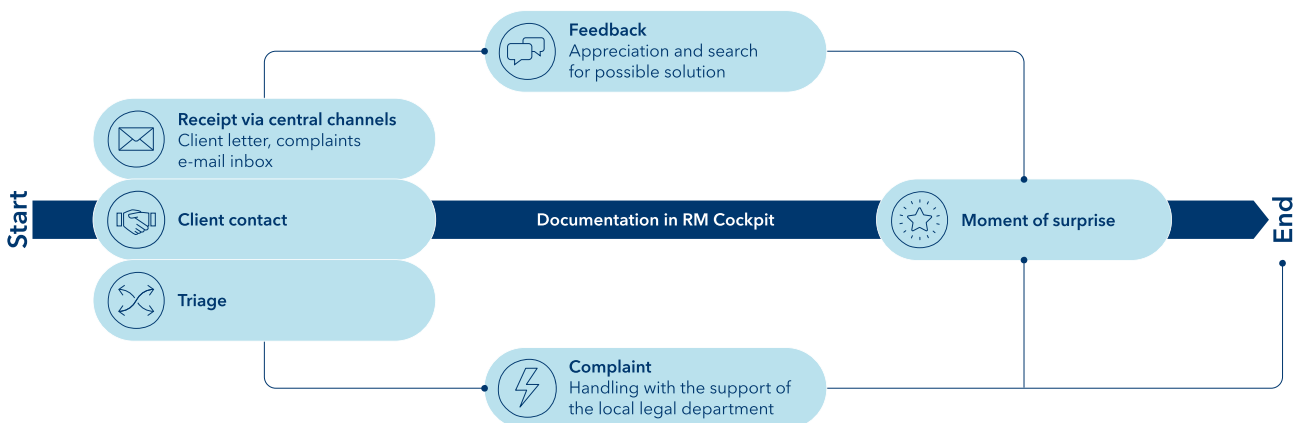 Feedback
Appreciation and search
for possible solution
Receipt via central channels
Client letter, complaints
e-mail inbox
Start
Client contact
Documentation in RM Cockpit
Moment of surprise
End
Triage
Complaint
Handling with the support of
the local legal department